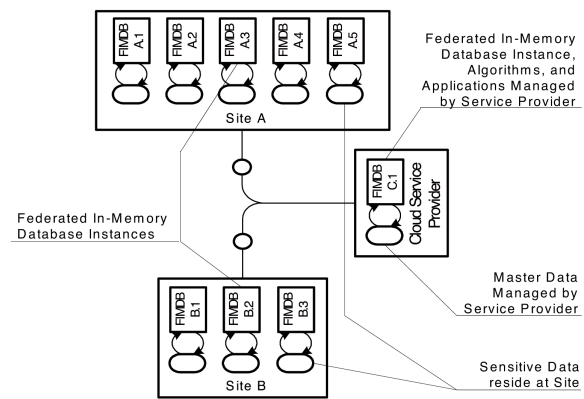 FIMDB
A.1
FIMDB
A.2
FIMDB
A.3
FIMDB
A.4
FIMDB
A.5
Site A
Federated In-Memory
Database Instance,
Algorithms, and
Applications Managed
by Service Provider
FIMDB
C.1
Cloud Service
Provider
Federated In-Memory
Database Instances
Master Data
Managed by
Service Provider
FIMDB
B.1
FIMDB
B.2
FIMDB
B.3
Site B
Sensitive Data
reside at Site